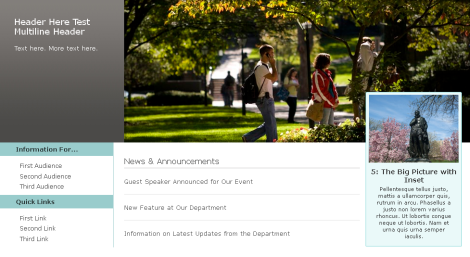 Header Here Test
Multiline Header
Text here. More text here.
Information For...
First Audience
Second Audience
Third Audience
Quick Links
First Link
Second Link
Third Link
News & Announcements
Guest Speaker Announced for Our Event
New Feature at Our Department
Information on Latest Updates from the Department
5: The Big Picture with
Inset
Pellentesque tellus justo,
mattis a ullamcorper quis,
rutrum in arcu. Phasellus a
justo non lorem varius
rhoncus. Ut lobortis congue
neque ut lobortis. Nam et
urna quis urna semper
iaculis.